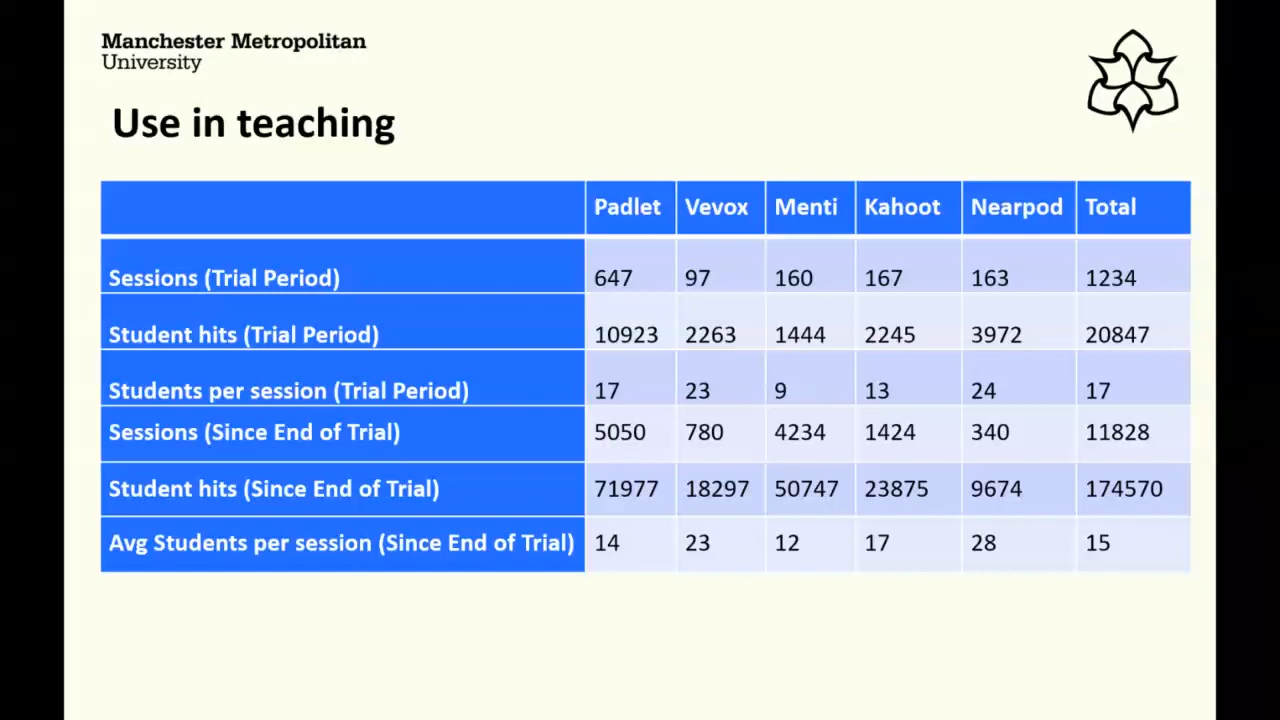 Manchester Metropolitan
University
Use in teaching
Padlet Vevox Menti Kahoot Nearpod Total
Sessions (Trial Period) 647 97 160 167 163 1234
Student hits (Trial Period) 10923 2263 1444 2245 3972 20847
Students per session (Trial Period) 17 23 9 13 24 17
Sessions (Since End of Trial) 5050 780 4234 1424 340 11828
Student hits (Since End of Trial) 71977 18297 50747 23875 9674 174570
Avg Students per session (Since End of Trial) 14 23 12 17 28 15